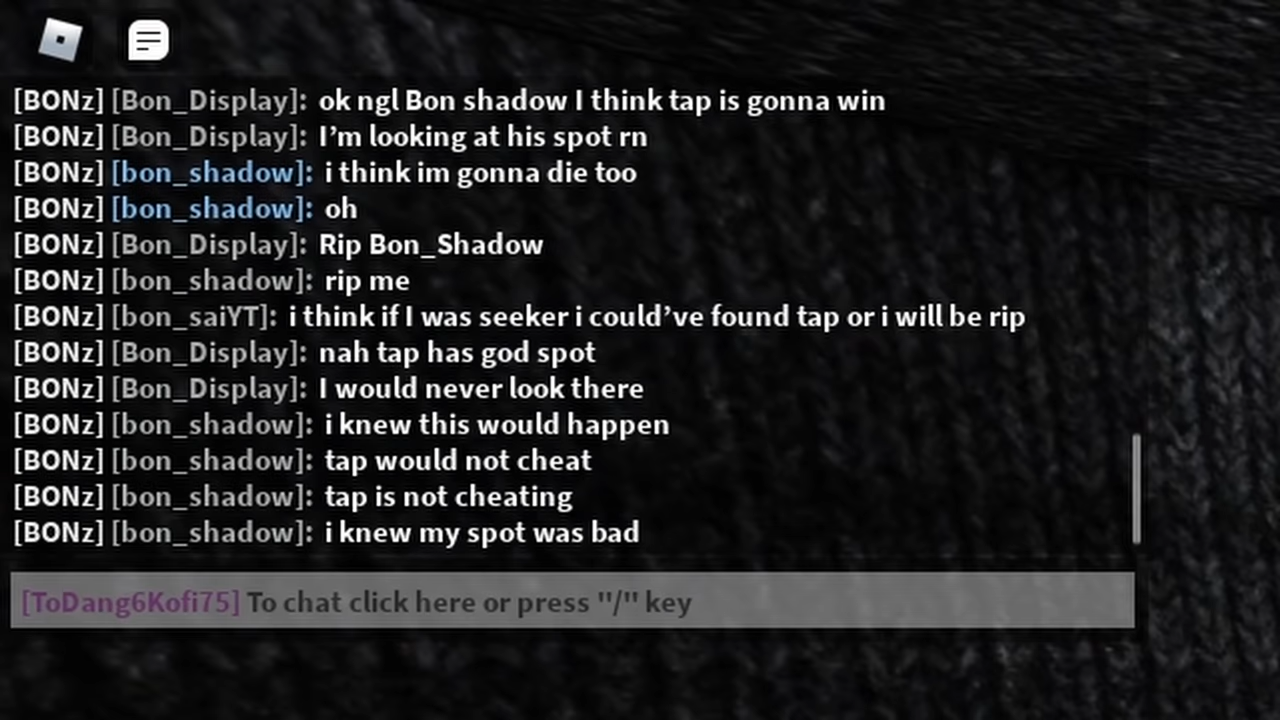 [BONz] [Bon_Display]: ok ngl Bon shadow I think tap is gonna win
[BONz] [Bon_Display]: I’m looking at his spot rn
[BONz] [bon_shadow]: i think im gonna die too
[BONz] [bon_shadow]: oh
[BONz] [Bon_Display]: Rip Bon_Shadow
[BONz] [bon_shadow]: rip me
[BONz] [bon_saiYT]: i think if I was seeker i could’ve found tap or i will be rip
[BONz] [Bon_Display]: nah tap has god spot
[BONz] [Bon_Display]: I would never look there
[BONz] [bon_shadow]: i knew this would happen
[BONz] [bon_shadow]: tap would not cheat
[BONz] [bon_shadow]: tap is not cheating
[BONz] [bon_shadow]: i knew my spot was bad
[ToDang6Kofi75] To chat click here or press "/" key